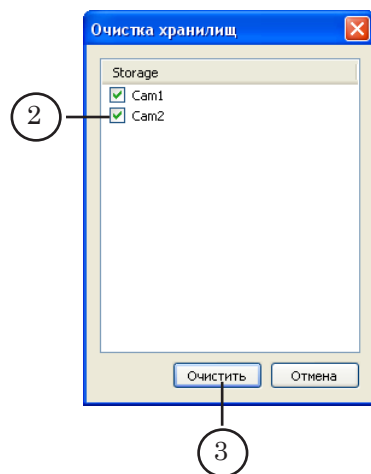 Очистка хранилищ
Storage
Cam1
2
Cam2
Очистить
Отмена
3